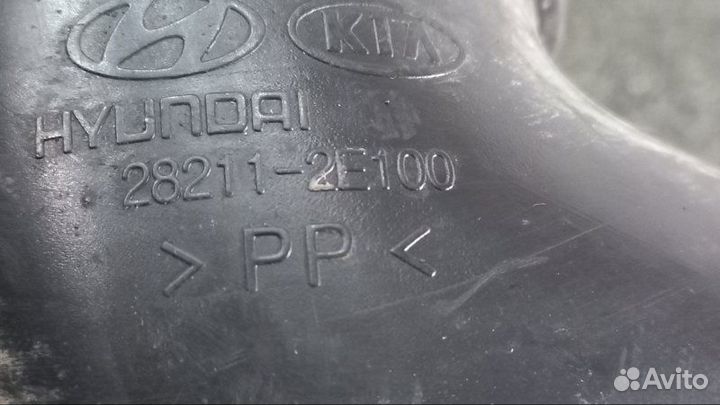 KIA
HYUNDAI
28211-2E100
> PP <
Avito